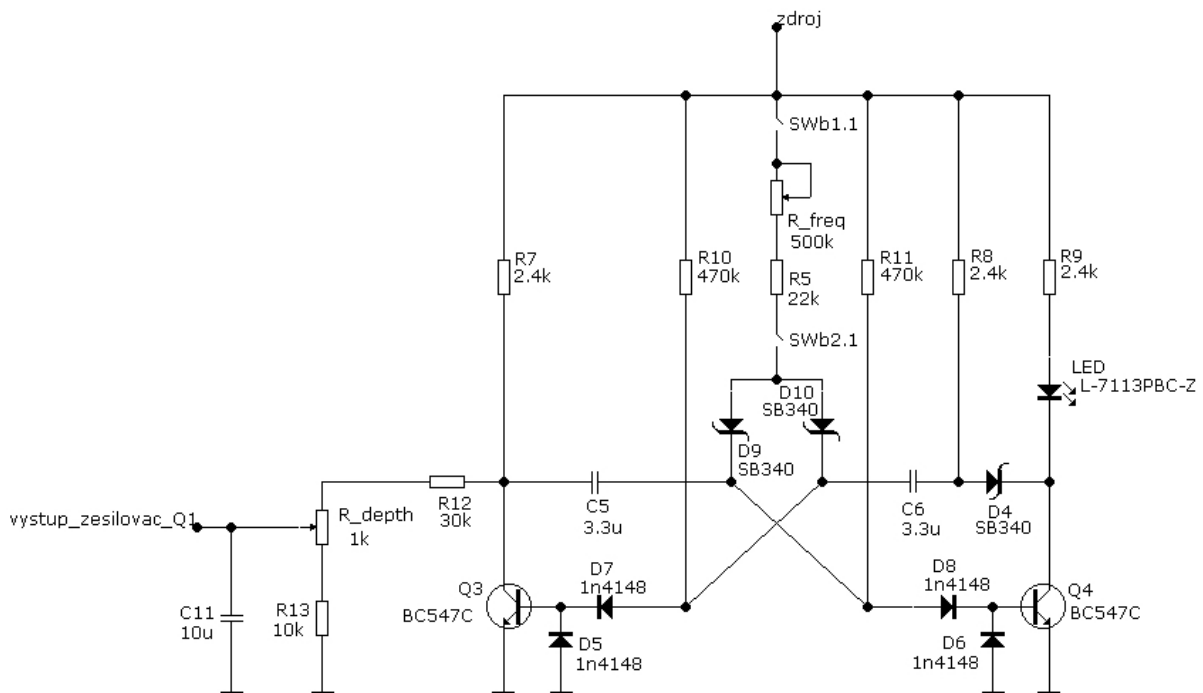 zdroj
SWb1.1
R_freq
500k
R7
2.4k
R10
470k
R5
22k
R11
470k
R8
2.4k
R9
2.4k
SWb2.1
LED
L-7113PBC-Z
D10
SB340
D9
SB340
R12
30k
C5
3.3u
C6
3.3u
D4
SB340
vystup_zesilovac_Q1
R_depth
1k
D7
1n4148
D8
1n4148
Q3
BC547C
Q4
BC547C
C11
10u
R13
10k
D5
1n4148
D6
1n4148